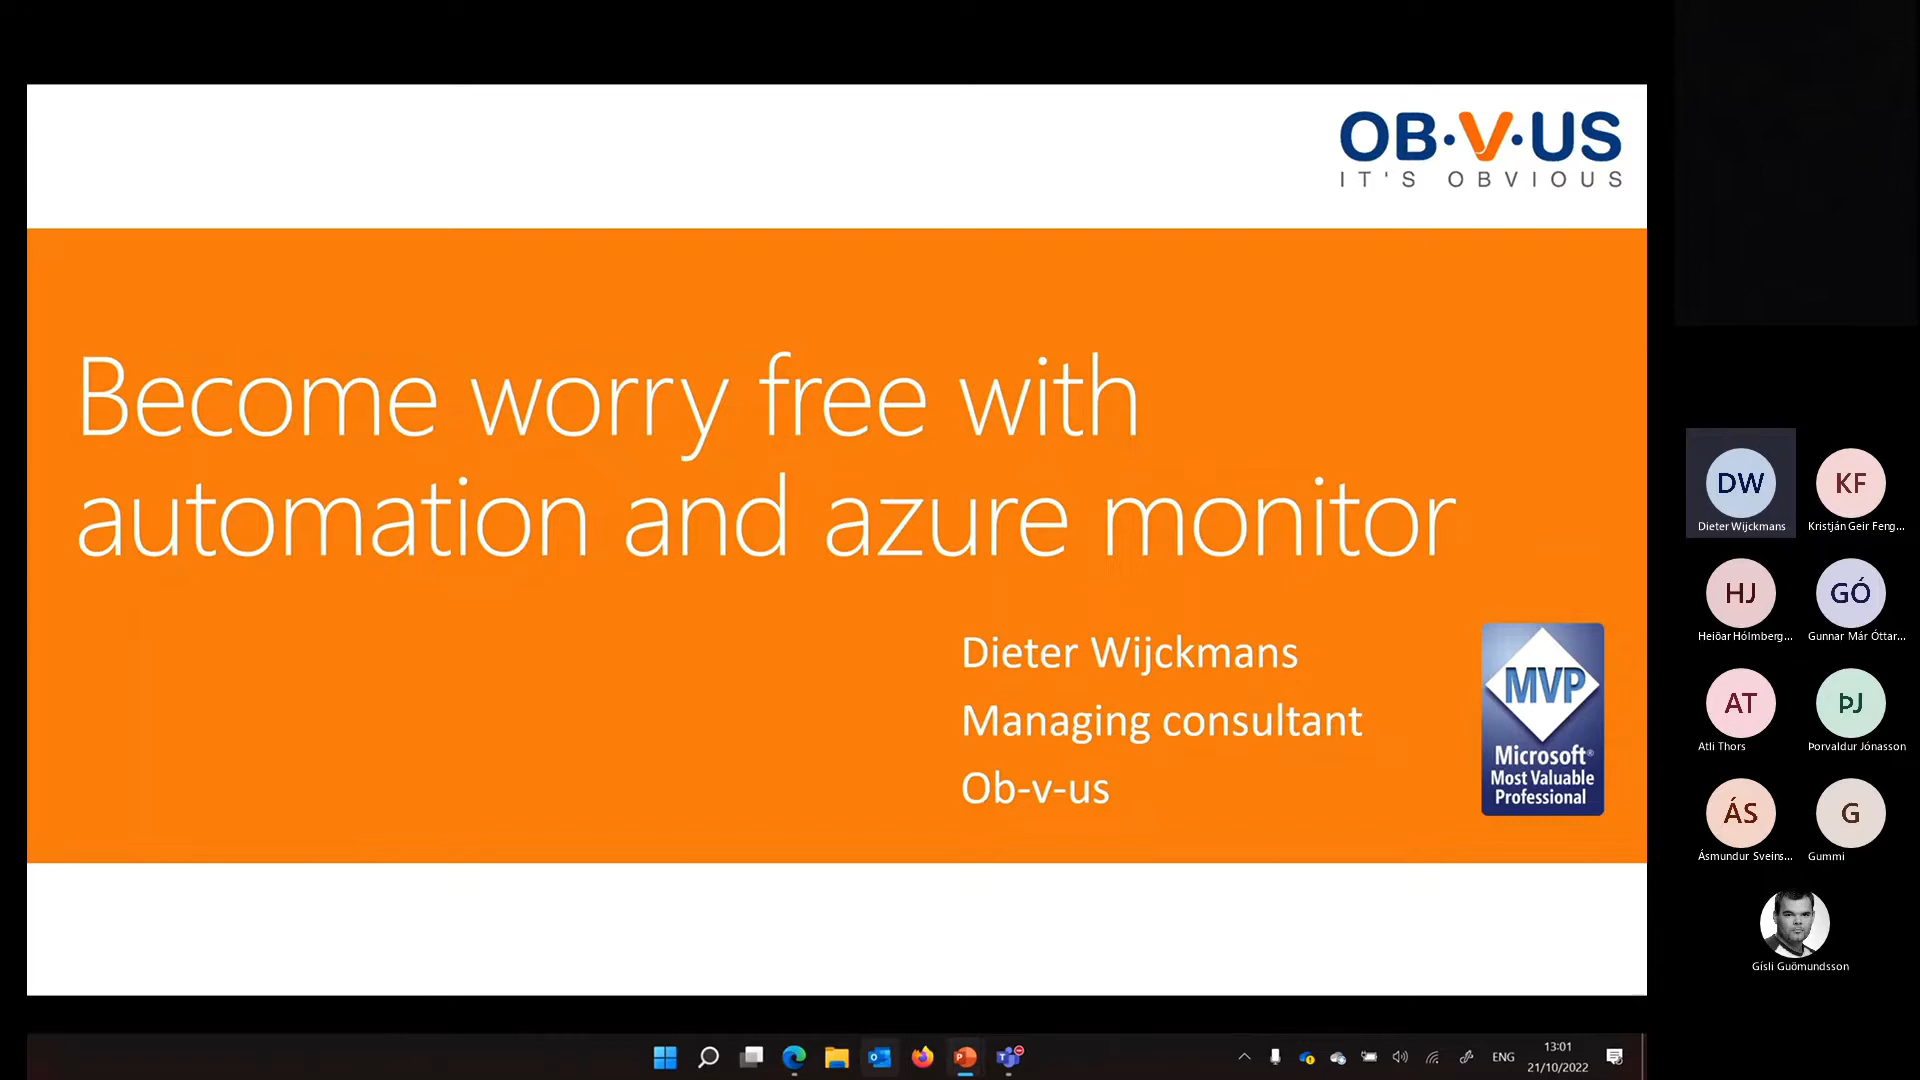 OB·V·US
IT'S OBVIOUS
Become worry free with
automation and azure monitor
Dieter Wijckmans
Managing consultant
Ob-v-us
MVP
Microsoft®
Most Valuable
Professional
DW
Dieter Wijckmans
KF
Kristján Geir Feng...
HJ
Heiðar Hólmberg...
GÓ
Gunnar Már Óttar...
AT
Atli Thors
ÞJ
Þorvaldur Jónasson
ÁS
Ásmundur Sveins...
G
Gummi
Gísli Guðmundsson
ENG
13:01
21/10/2022